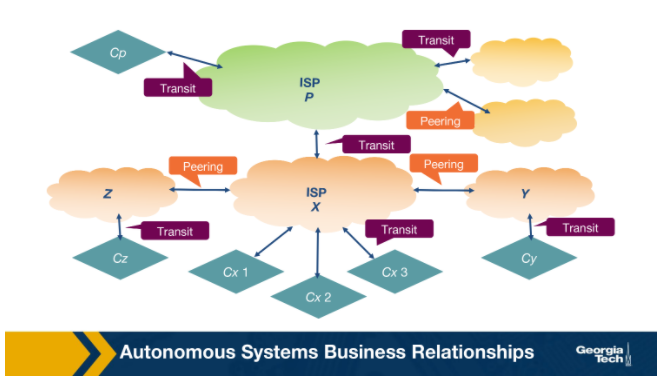 Cp
Transit
Transit
ISP
P
Peering
Transit
Peering
Peering
Z
ISP
X
Y
Transit
Transit
Transit
Cz
Cx 1
Cx 2
Cx 3
Cy
Autonomous Systems Business Relationships
Georgia
Tech